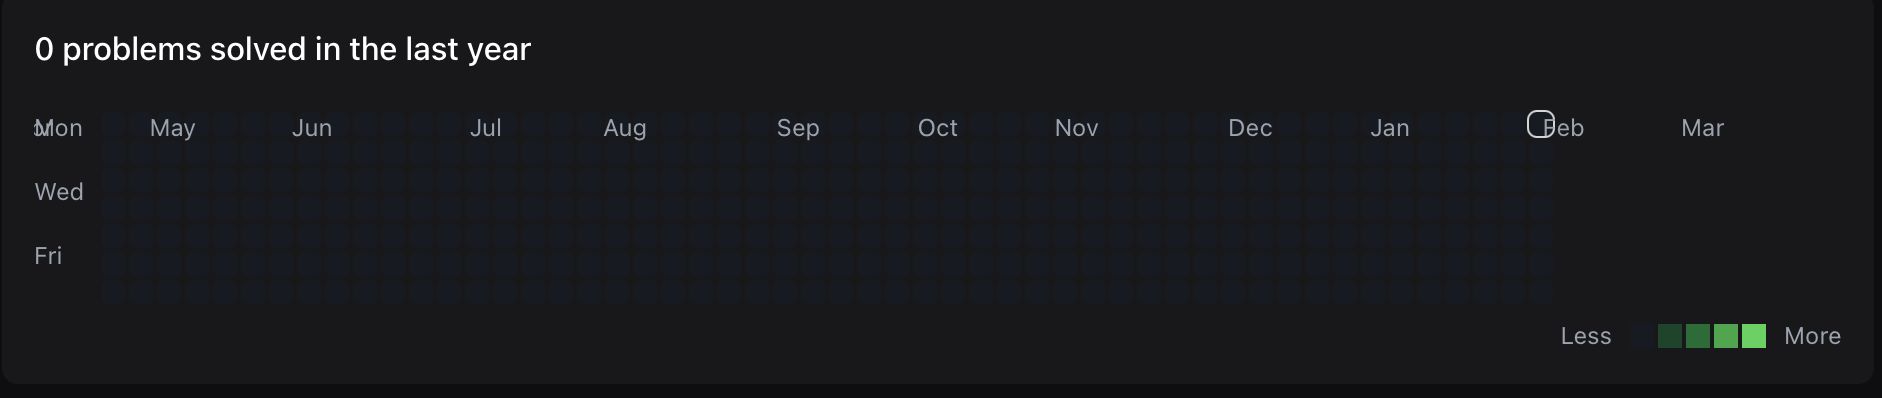 0 problems solved in the last year
Mon May Jun Jul Aug Sep Oct Nov Dec Jan Feb Mar
Wed
Fri
Less More